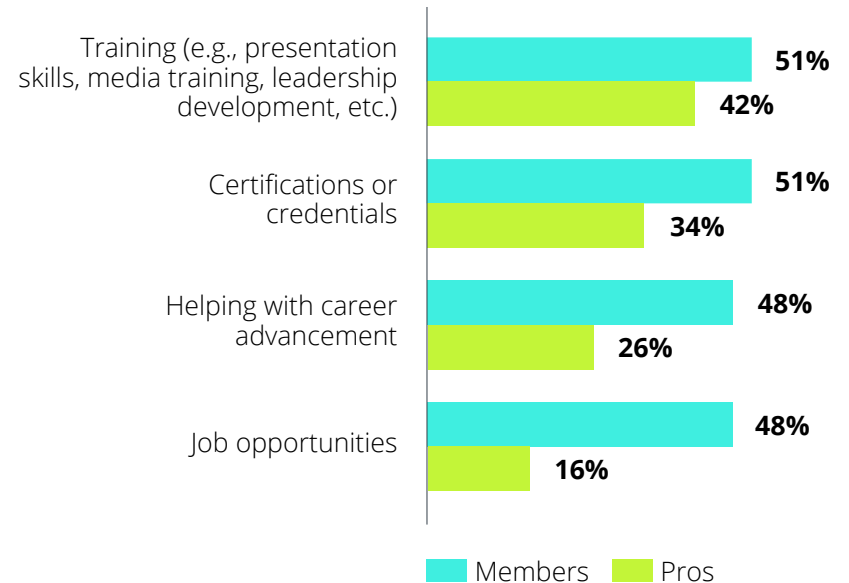 Training (e.g., presentation
skills, media training, leadership
development, etc.)
51%
42%
Certifications or
credentials
51%
34%
Helping with career
advancement
48%
26%
Job opportunities
48%
16%
Members Pros